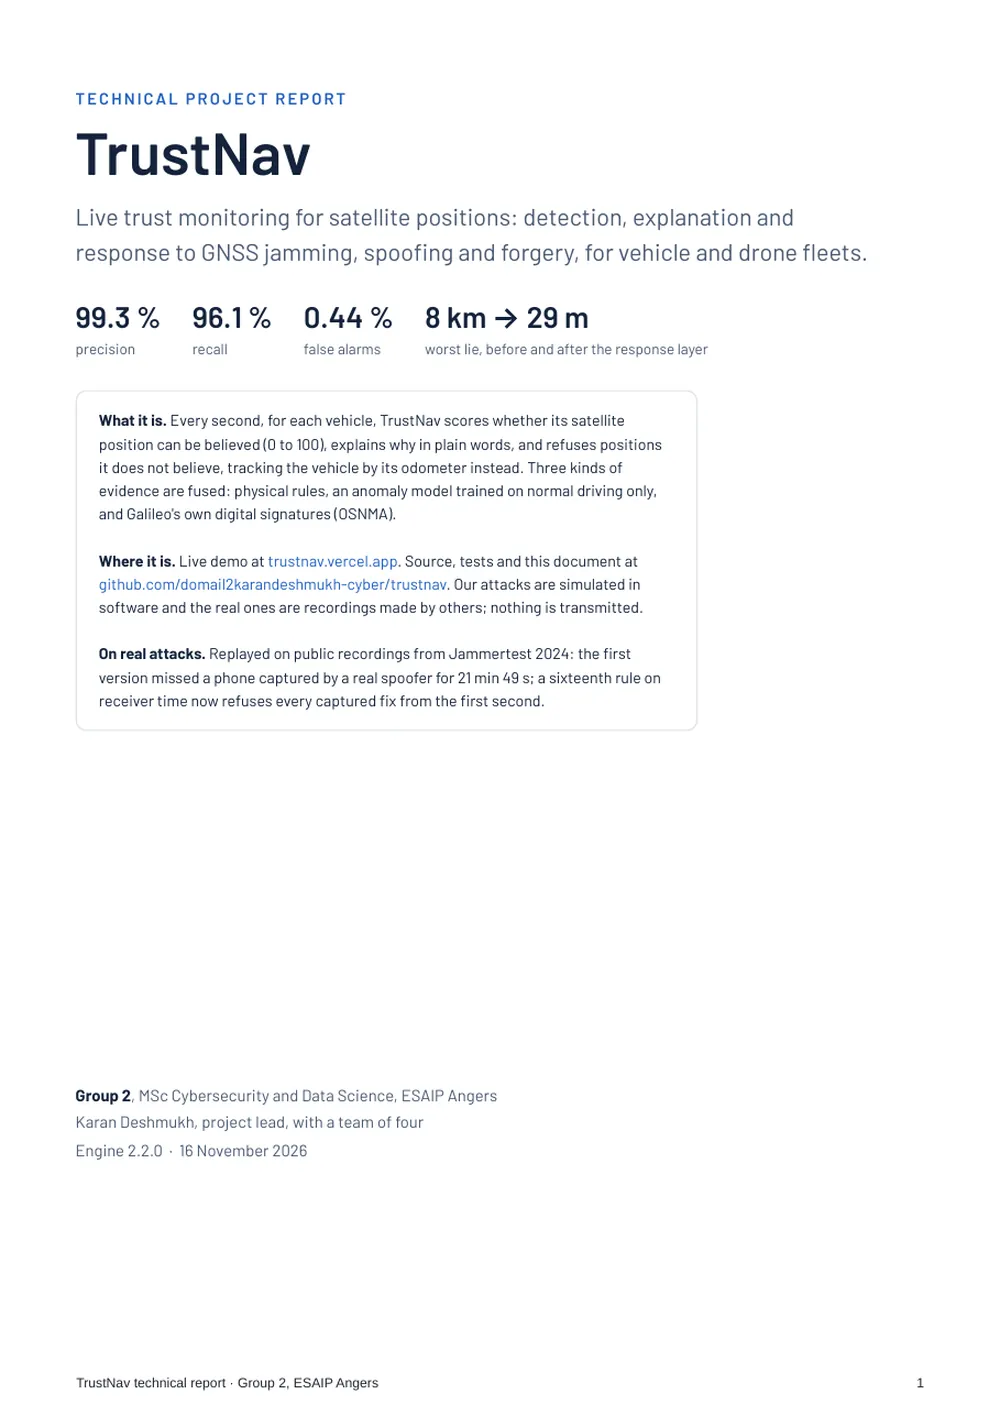 TECHNICAL PROJECT REPORT
TrustNav
Live trust monitoring for satellite positions: detection, explanation and
response to GNSS jamming, spoofing and forgery, for vehicle and drone fleets.
99.3 % 96.1 % 0.44 % 8 km → 29 m
precision recall false alarms worst lie, before and after the response layer
What it is. Every second, for each vehicle, TrustNav scores whether its satellite
position can be believed (0 to 100), explains why in plain words, and refuses positions
it does not believe, tracking the vehicle by its odometer instead. Three kinds of
evidence are fused: physical rules, an anomaly model trained on normal driving only,
and Galileo's own digital signatures (OSNMA).
Where it is. Live demo at trustnav.vercel.app. Source, tests and this document at
github.com/domail2karandeshmukh-cyber/trustnav. Our attacks are simulated in
software and the real ones are recordings made by others; nothing is transmitted.
On real attacks. Replayed on public recordings from Jammertest 2024: the first
version missed a phone captured by a real spoofer for 21 min 49 s; a sixteenth rule on
receiver time now refuses every captured fix from the first second.
Group 2, MSc Cybersecurity and Data Science, ESAIP Angers
Karan Deshmukh, project lead, with a team of four
Engine 2.2.0 · 16 November 2026
TrustNav technical report · Group 2, ESAIP Angers 1